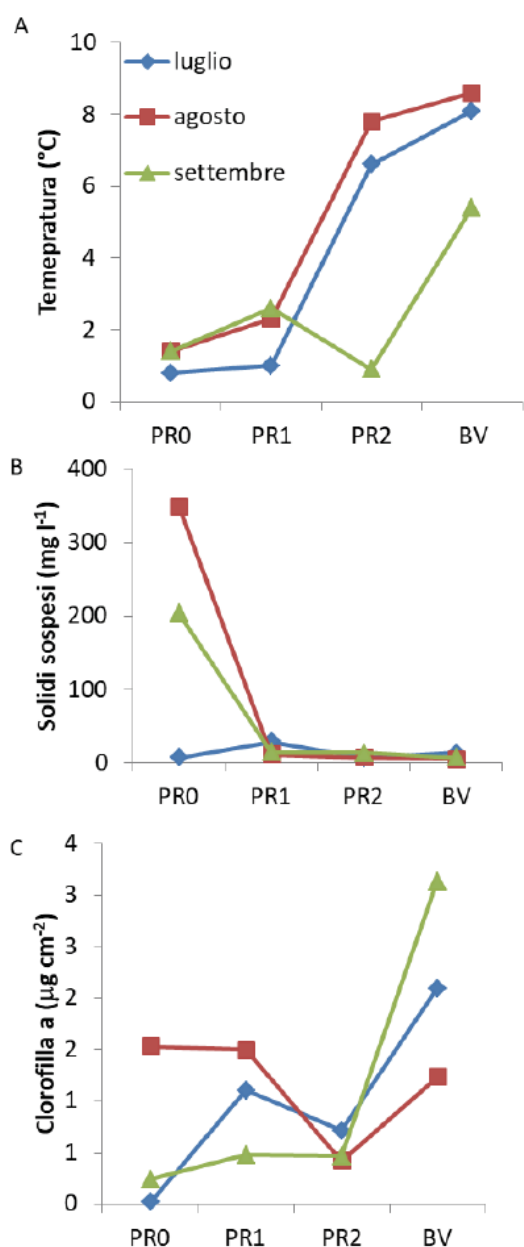 A
Temepratura (°C)
10
8
6
4
2
0
luglio
agosto
settembre
PR0 PR1 PR2 BV
B
Solidi sospesi (mg l-1)
400
300
200
100
0
PR0 PR1 PR2 BV
C
Clorofilla a (µg cm-2)
4
3
3
2
2
1
1
0
PR0 PR1 PR2 BV